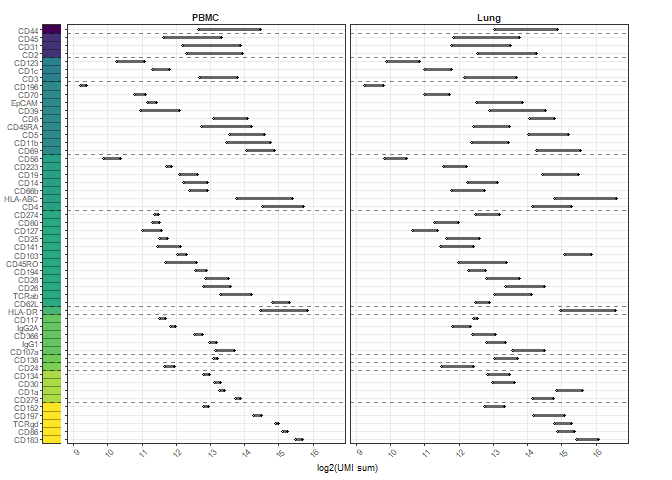 PBMC
Lung
CD44
CD45
CD31
CD2
CD123
CD1c
CD3
CD196
CD70
EpCAM
CD39
CD8
CD45RA
CD5
CD11b
CD69
CD56
CD223
CD19
CD14
CD66b
HLA-ABC
CD4
CD274
CD80
CD127
CD25
CD141
CD103
CD45RO
CD194
CD28
CD26
TCRab
CD62L
HLA-DR
CD117
IgG2A
CD366
IgG1
CD107a
CD138
CD24
CD134
CD30
CD1a
CD279
CD152
CD197
TCRgd
CD86
CD183
9 10 11 12 13 14 15 16
9 10 11 12 13 14 15 16
log2(UMI sum)